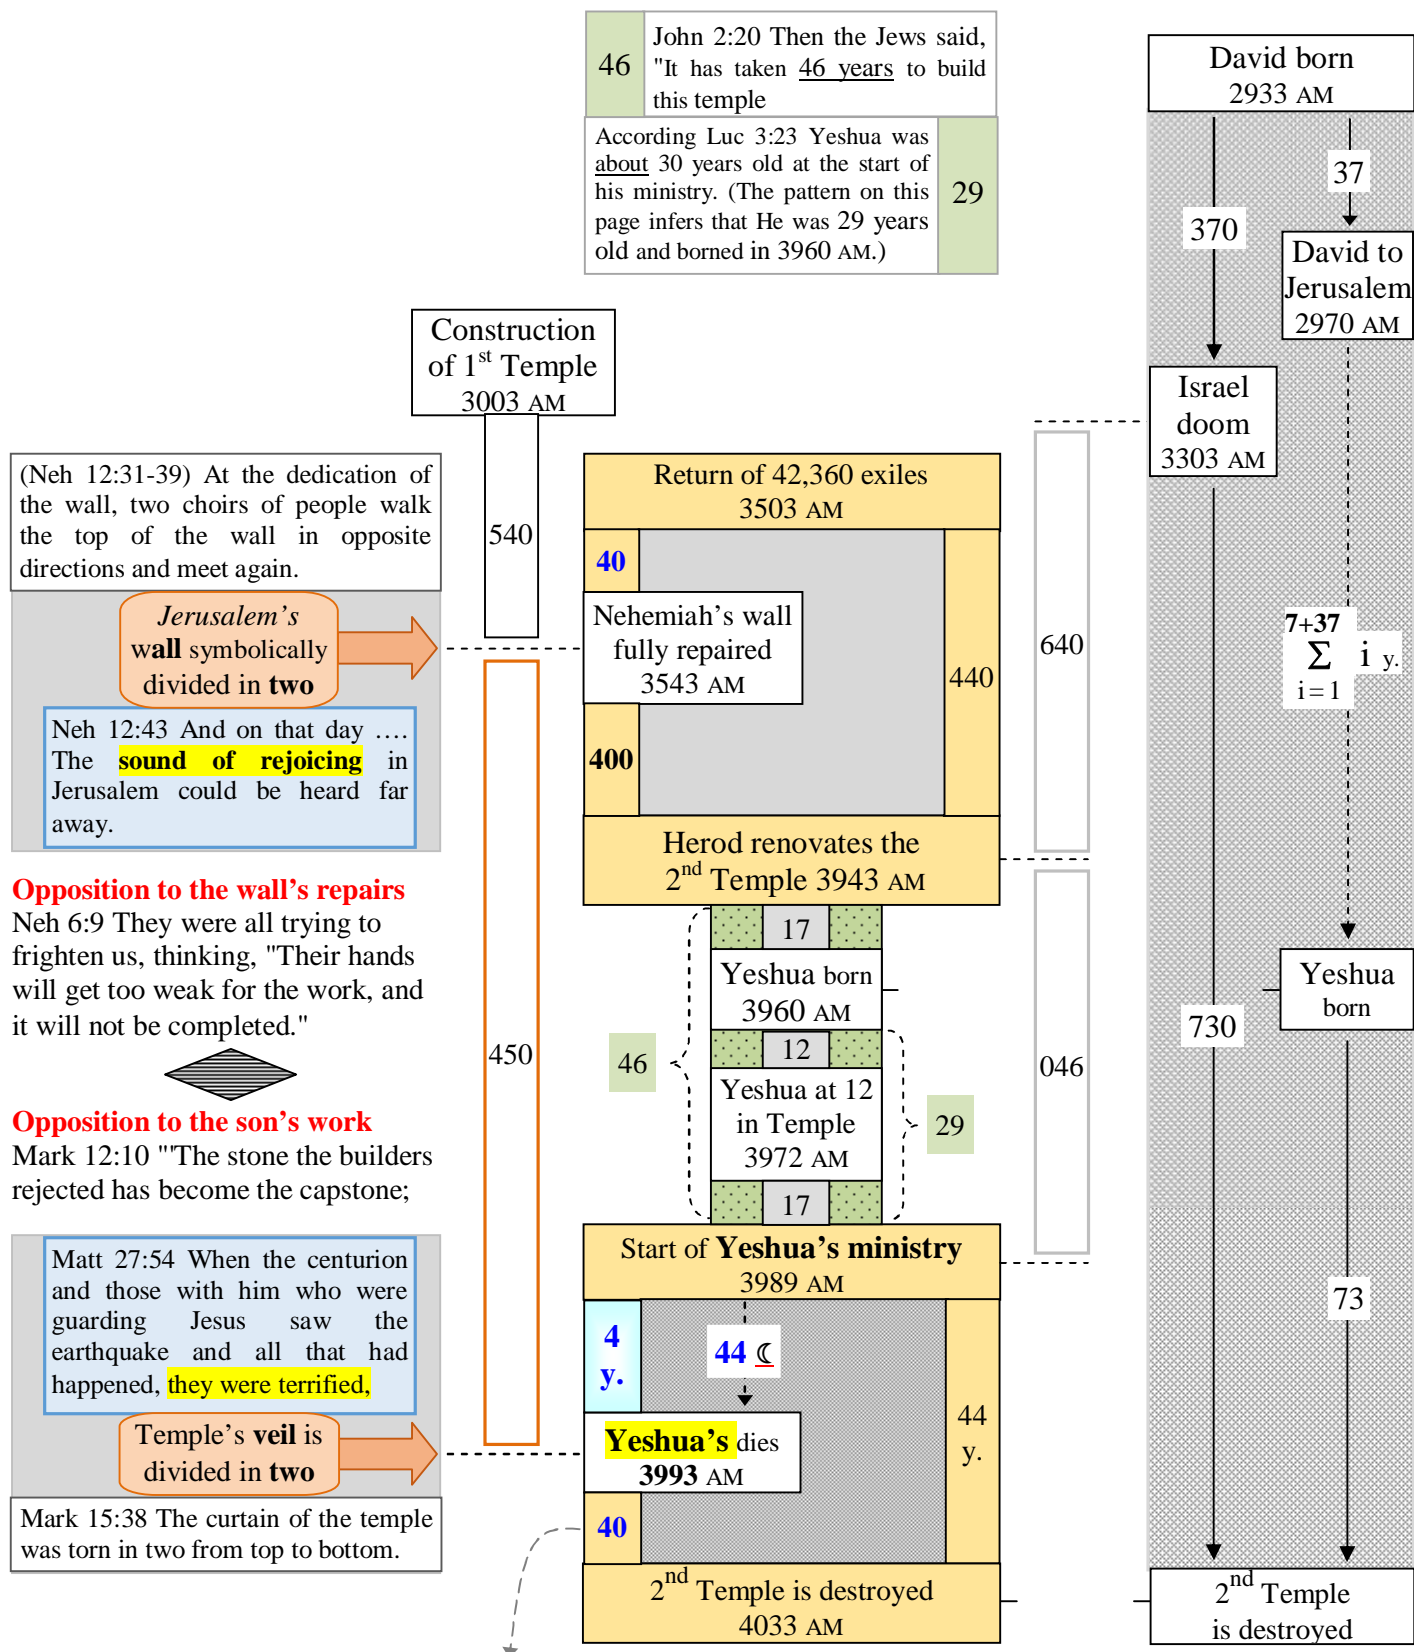 46
John 2:20 Then the Jews said,
"It has taken 46 years to build
this temple
According Luc 3:23 Yeshua was
about 30 years old at the start of
his ministry. (The pattern on this
page infers that He was 29 years
old and borned in 3960 AM.)
29
David born
2933 AM
370
37
David to
Jerusalem
2970 AM
Israel
doom
3303 AM
7+37
Σ i y.
i = 1
730
Yeshua
born
73
2nd Temple
is destroyed
Construction
of 1st Temple
3003 AM
540
450
(Neh 12:31-39) At the dedication of
the wall, two choirs of people walk
the top of the wall in opposite
directions and meet again.
Jerusalem's
wall symbolically
divided in two
Neh 12:43 And on that day ….
The sound of rejoicing in
Jerusalem could be heard far
away.
Opposition to the wall's repairs
Neh 6:9 They were all trying to
frighten us, thinking, "Their hands
will get too weak for the work, and
it will not be completed."
Opposition to the son's work
Mark 12:10 "'The stone the builders
rejected has become the capstone;
Matt 27:54 When the centurion
and those with him who were
guarding Jesus saw the
earthquake and all that had
happened, they were terrified,
Temple's veil is
divided in two
Mark 15:38 The curtain of the temple
was torn in two from top to bottom.
Return of 42,360 exiles
3503 AM
40
Nehemiah's wall
fully repaired
3543 AM
400
440
640
Herod renovates the
2nd Temple 3943 AM
17
Yeshua born
3960 AM
12
Yeshua at 12
in Temple
3972 AM
17
46
29
046
Start of Yeshua's ministry
3989 AM
4
y.
44 ☾
Yeshua's dies
3993 AM
40
44
y.
2nd Temple is destroyed
4033 AM